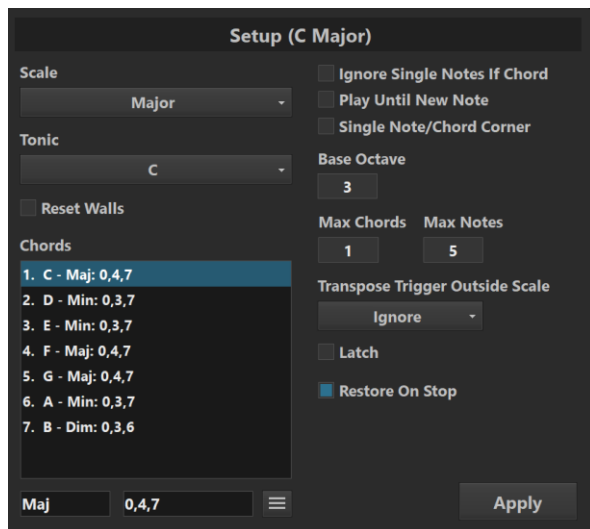 Setup (C Major)
Scale
Major
Tonic
C
Reset Walls
Chords
1. C - Maj: 0,4,7
2. D - Min: 0,3,7
3. E - Min: 0,3,7
4. F - Maj: 0,4,7
5. G - Maj: 0,4,7
6. A - Min: 0,3,7
7. B - Dim: 0,3,6
Maj 0,4,7
Ignore Single Notes If Chord
Play Until New Note
Single Note/Chord Corner
Base Octave
3
Max Chords Max Notes
1 5
Transpose Trigger Outside Scale
Ignore
Latch
Restore On Stop
Apply